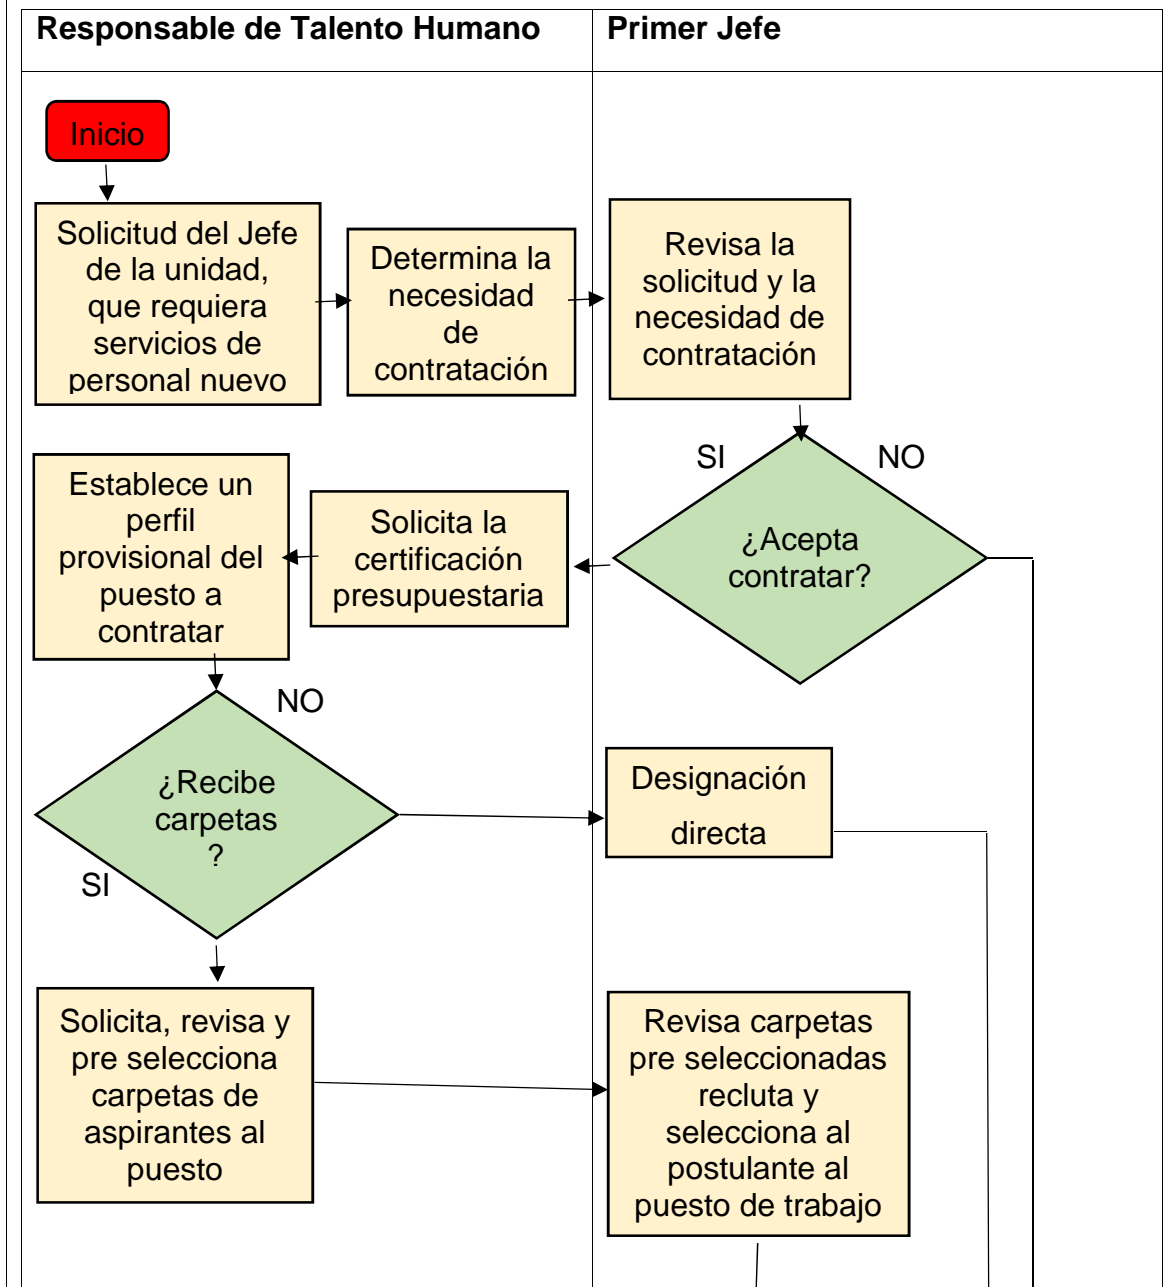 Responsable de Talento Humano
Primer Jefe
Inicio
Solicitud del Jefe
de la unidad,
que requiera
servicios de
personal nuevo
Determina la
necesidad
de
contratación
Revisa la
solicitud y la
necesidad de
contratación
SI
NO
¿Acepta
contratar?
Solicita la
certificación
presupuestaria
Establece un
perfil
provisional del
puesto a
contratar
NO
¿Recibe
carpetas
?
SI
Designación
directa
Solicita, revisa y
pre selecciona
carpetas de
aspirantes al
puesto
Revisa carpetas
pre seleccionadas
recluta y
selecciona al
postulante al
puesto de trabajo